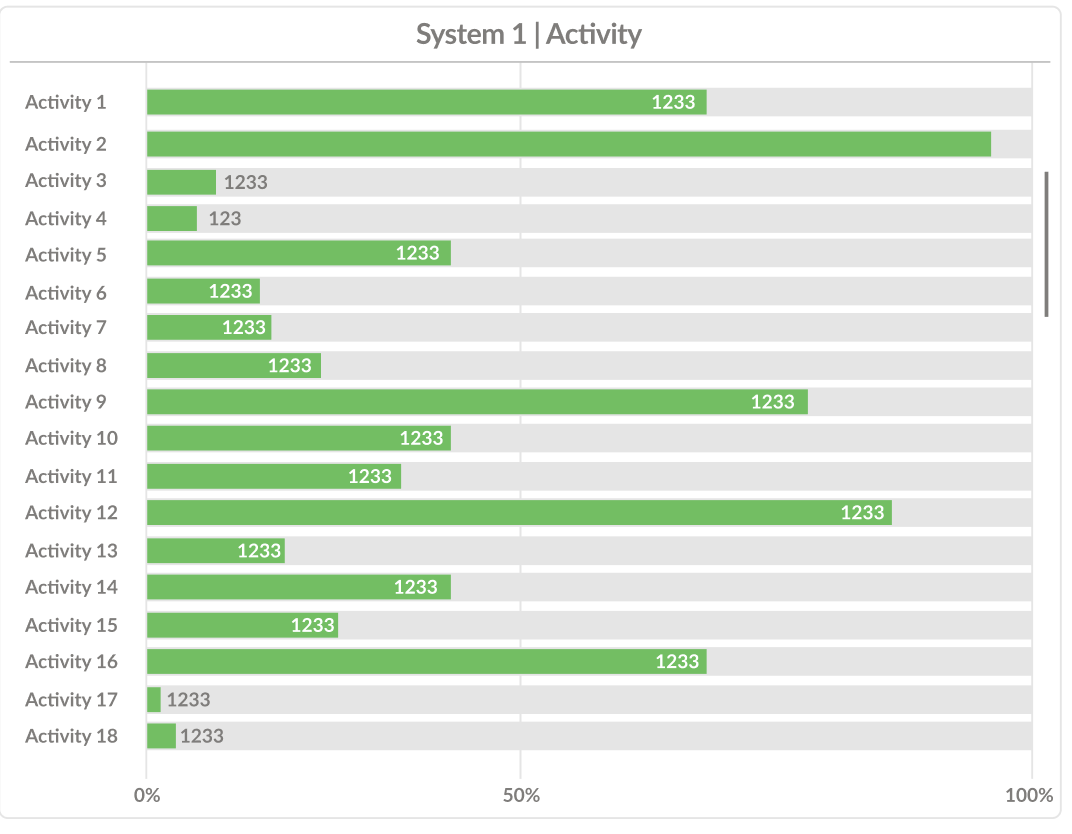 System 1 | Activity
Activity 1 1233
Activity 2
Activity 3 1233
Activity 4 123
Activity 5 1233
Activity 6 1233
Activity 7 1233
Activity 8 1233
Activity 9 1233
Activity 10 1233
Activity 11 1233
Activity 12 1233
Activity 13 1233
Activity 14 1233
Activity 15 1233
Activity 16 1233
Activity 17 1233
Activity 18 1233
0% 50% 100%